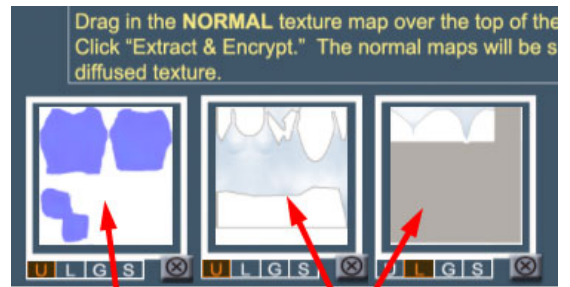 Drag in the NORMAL texture map over the top of the
Click “Extract & Encrypt.” The normal maps will be s
diffused texture.
U L G S
U L G S
U L G S